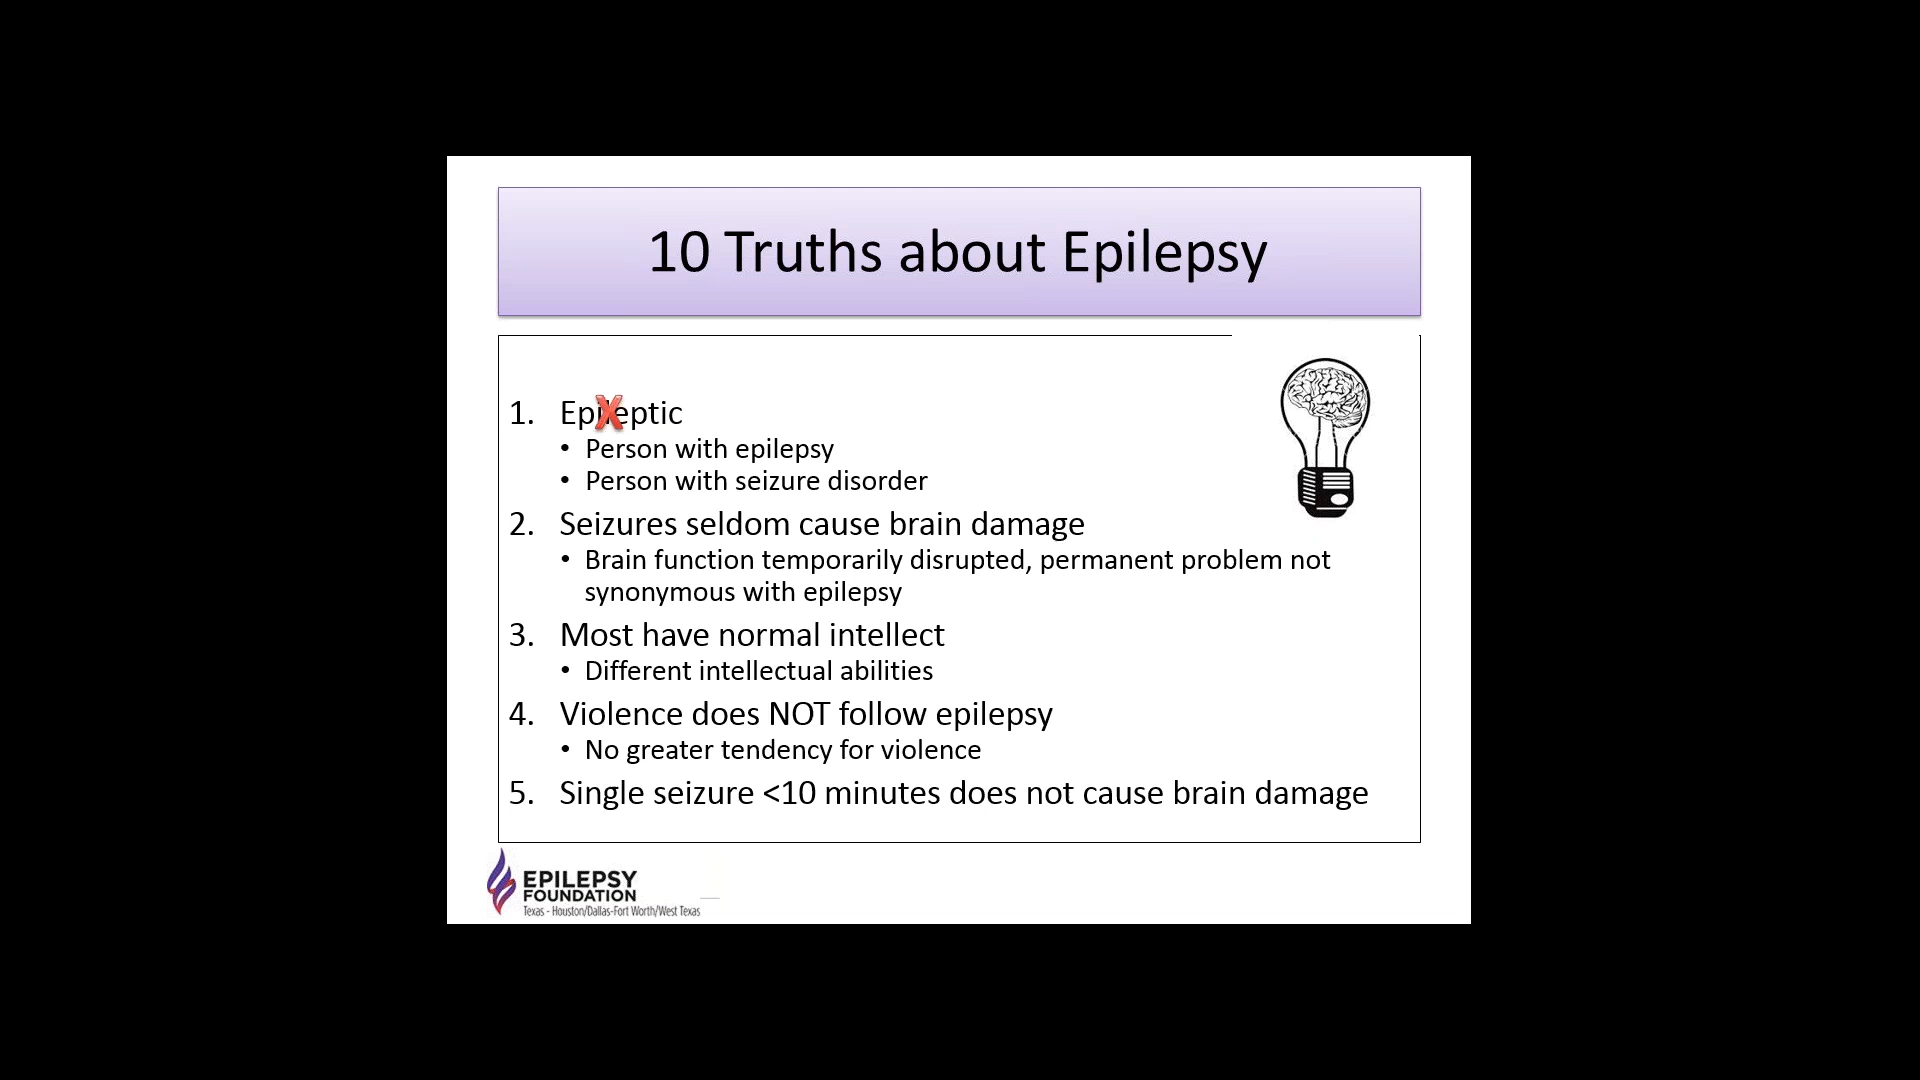 10 Truths about Epilepsy
1. Epileptic
• Person with epilepsy
• Person with seizure disorder
2. Seizures seldom cause brain damage
• Brain function temporarily disrupted, permanent problem not
synonymous with epilepsy
3. Most have normal intellect
• Different intellectual abilities
4. Violence does NOT follow epilepsy
• No greater tendency for violence
5. Single seizure <10 minutes does not cause brain damage
EPILEPSY
FOUNDATION
Texas - Houston/Dallas-Fort Worth/West Texas